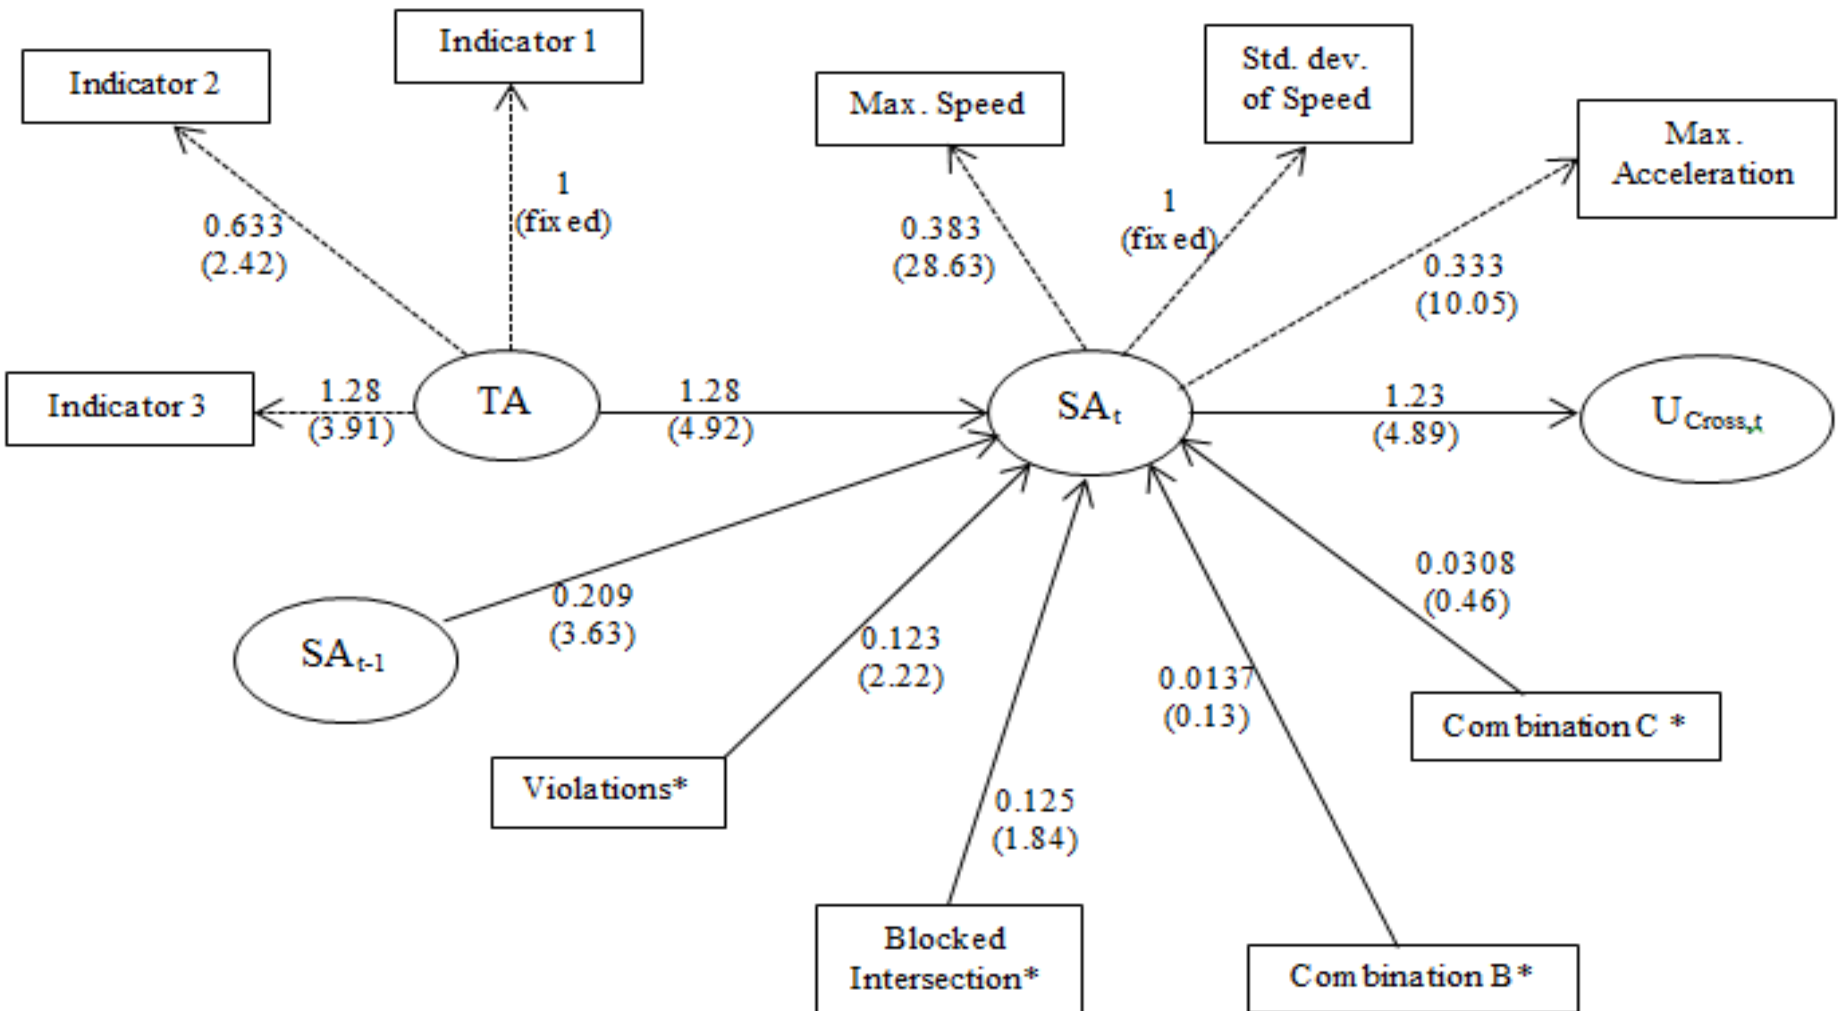 Indicator 1
Indicator 2
Max. Speed
Std. dev.
of Speed
Max.
Acceleration
1
(fixed)
0.633
(2.42)
0.383
(28.63)
1
(fixed)
0.333
(10.05)
Indicator 3
1.28
(3.91)
TA
1.28
(4.92)
SAt
1.23
(4.89)
UCross,t
SAt-1
0.209
(3.63)
0.123
(2.22)
0.0137
(0.13)
0.0308
(0.46)
Combination C *
Violations*
0.125
(1.84)
Blocked
Intersection*
Combination B*